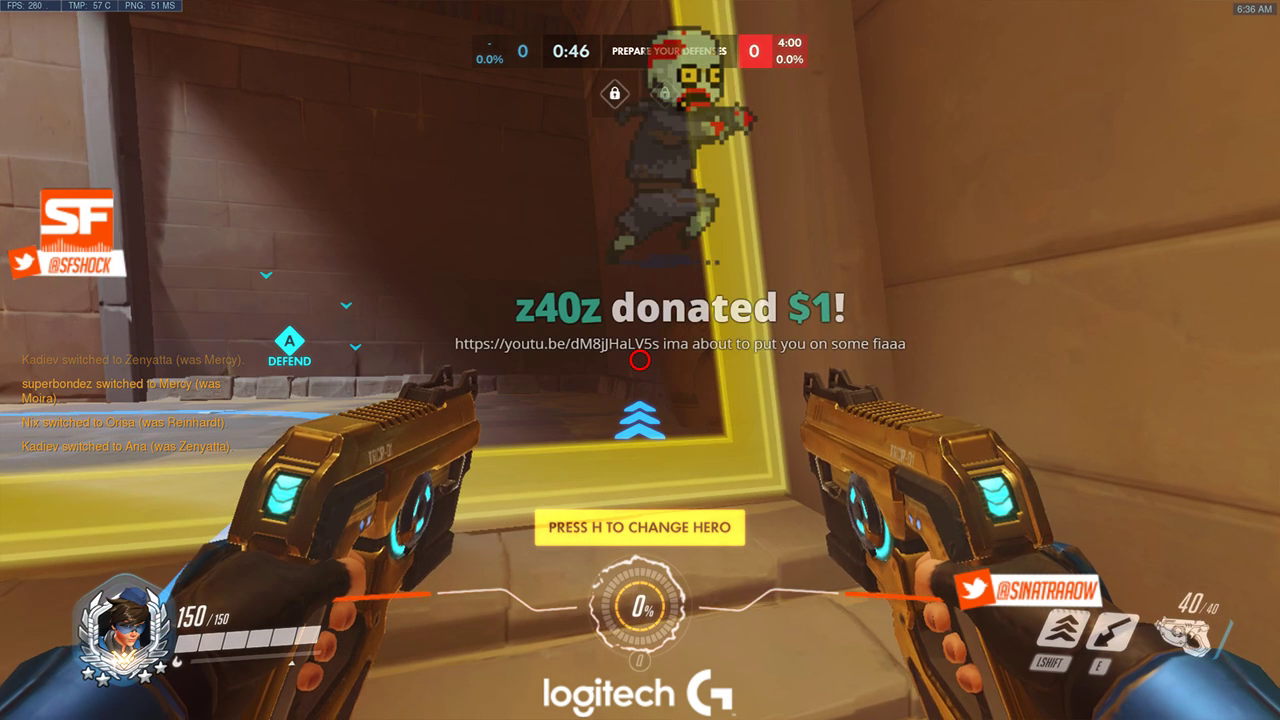 FPS: 280 TMP: 57 C PNG: 51 MS
6:36 AM
- 0.0% 0 0:46 PREPARE YOUR DEFENSES 0 4:00 0.0%
SF
@SFSHOCK
z40z donated $1!
https://youtu.be/dM8jJHaLV5s ima about to put you on some fiaaa
A
DEFEND
Kadiev switched to Zenyatta (was Mercy).
superbondez switched to Mercy (was
Moira).
Nix switched to Orisa (was Reinhardt).
Kadiev switched to Ana (was Zenyatta).
PRESS H TO CHANGE HERO
@SINATRAAOW
150/150
0%
40/40
LSHIFT E
logitech G